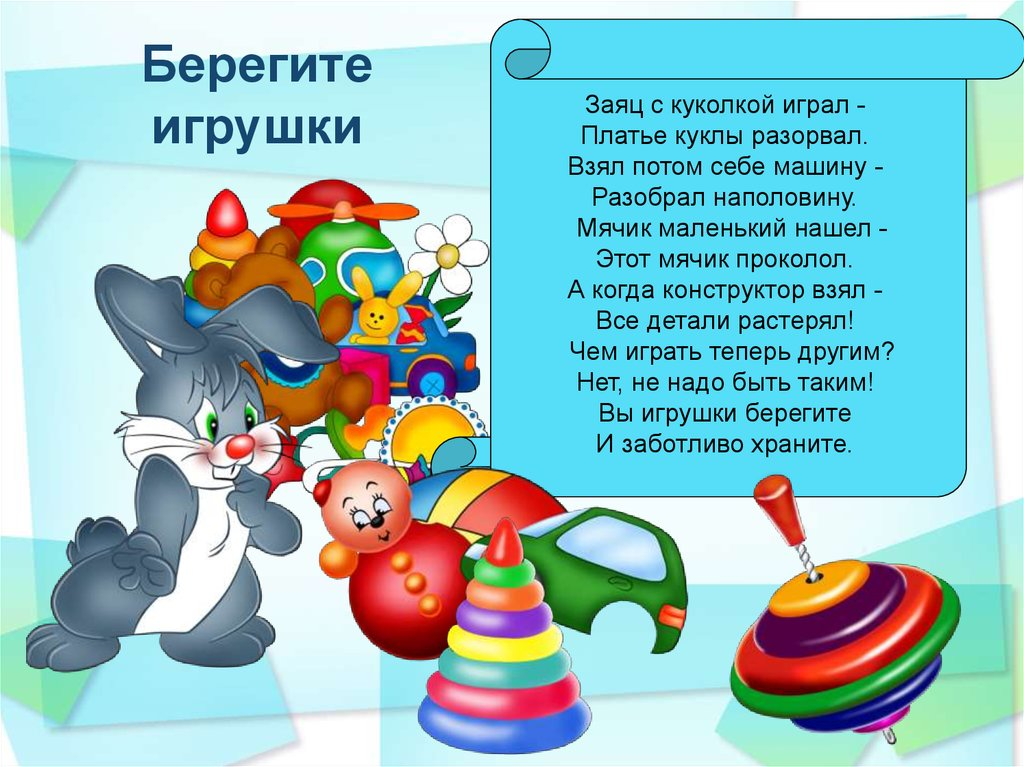 Берегите
игрушки
Заяц с куколкой играл -
Платье куклы разорвал.
Взял потом себе машину -
Разобрал наполовину.
Мячик маленький нашел -
Этот мячик проколол.
А когда конструктор взял -
Все детали растерял!
Чем играть теперь другим?
Нет, не надо быть таким!
Вы игрушки берегите
И заботливо храните.